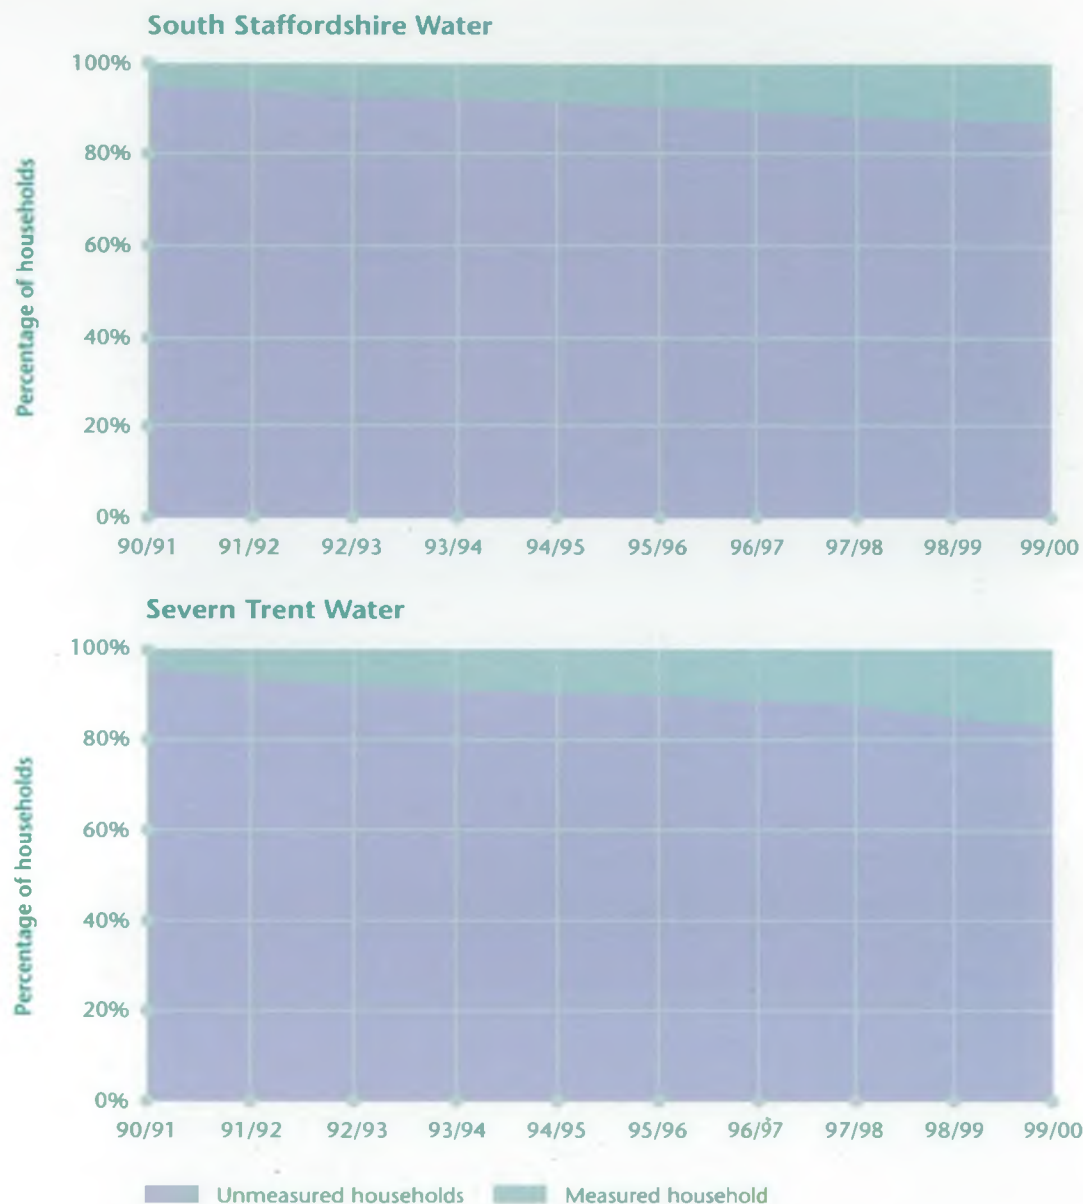 South Staffordshire Water
Percentage of households
100%
80%
60%
40%
20%
0%
90/91 91/92 92/93 93/94 94/95 95/96 96/97 97/98 98/99 99/00
Severn Trent Water
Percentage of households
100%
80%
60%
40%
20%
0%
90/91 91/92 92/93 93/94 94/95 95/96 96/97 97/98 98/99 99/00
Unmeasured households Measured household